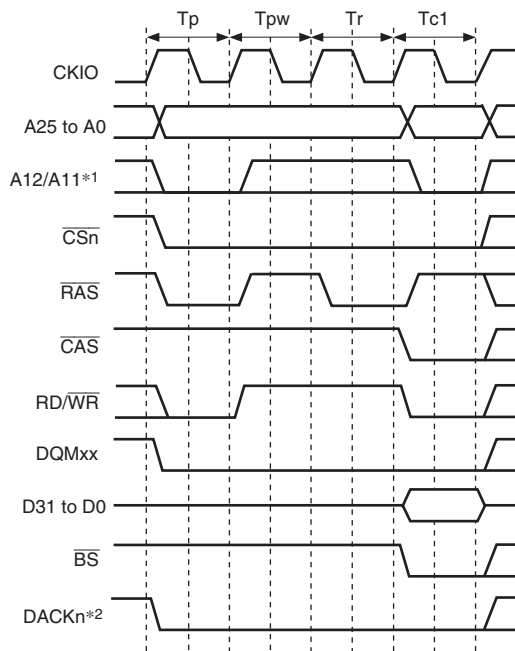 Tp Tpw Tr Tc1
CKIO
A25 to A0
A12/A11*1
CSn
RAS
CAS
RD/WR
DQMxx
D31 to D0
BS
DACKn*2